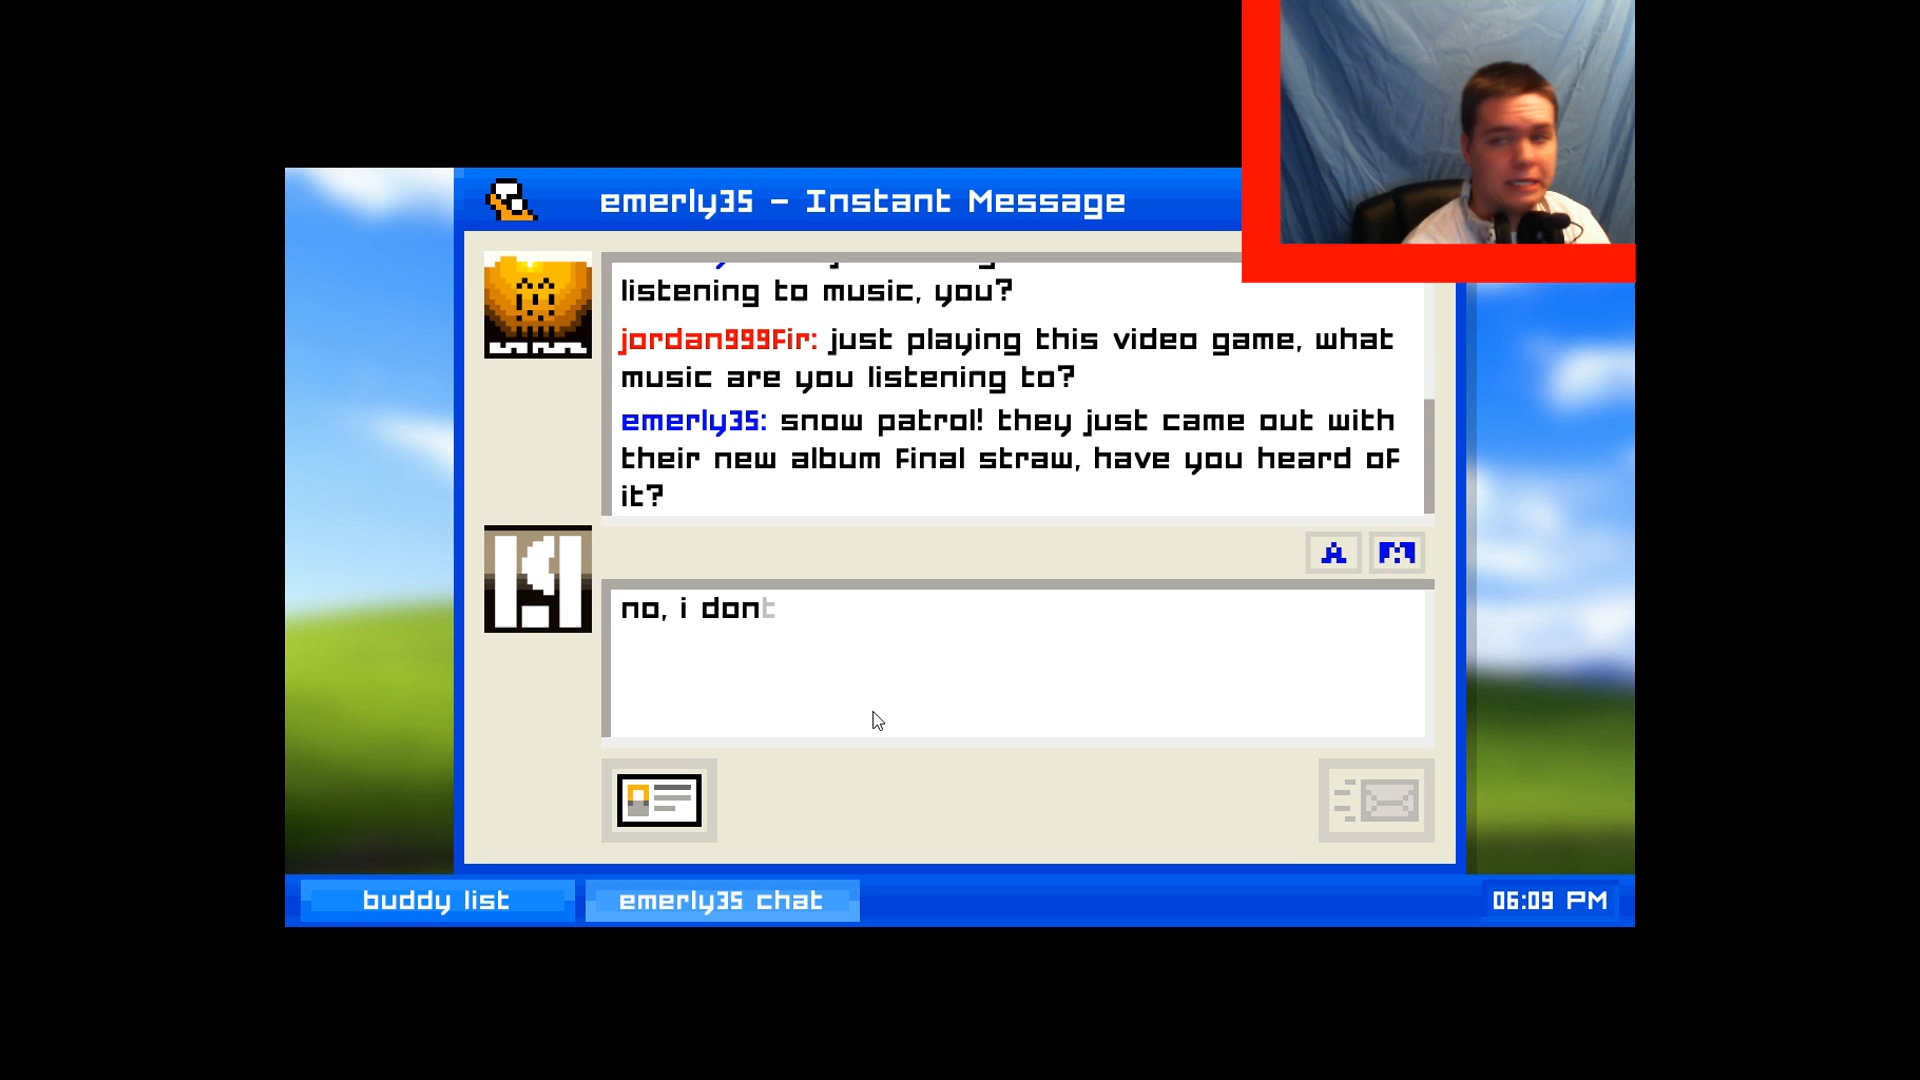 emerly35 - Instant Message
listening to music, you?
jordan999fir: just playing this video game, what
music are you listening to?
emerly35: snow patrol! they just came out with
their new album final straw, have you heard of
it?
A
no, i dont
buddy list
emerly35 chat
06:09 PM